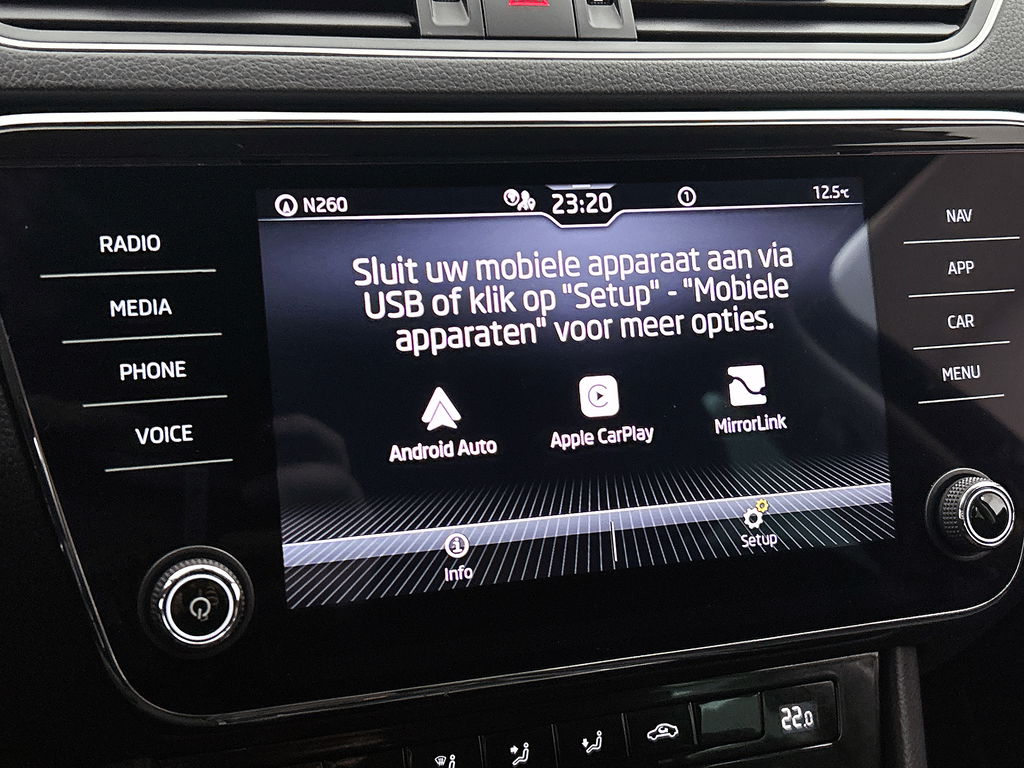 N260 23:20 1 12.5°C
RADIO
MEDIA
PHONE
VOICE
Sluit uw mobiele apparaat aan via
USB of klik op "Setup" - "Mobiele
apparaten" voor meer opties.
Android Auto Apple CarPlay MirrorLink
Info Setup
NAV
APP
CAR
MENU
22.0